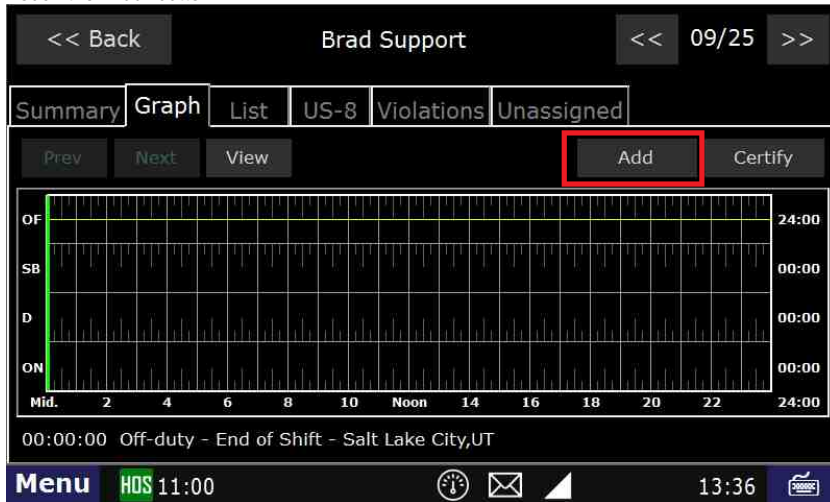 << Back Brad Support << 09/25 >>
Summary Graph List US-8 Violations Unassigned
Prev Next View Add Certify
OF 24:00
SB 00:00
D 00:00
ON 00:00
Mid. 2 4 6 8 10 Noon 14 16 18 20 22 24:00
00:00:00 Off-duty - End of Shift - Salt Lake City,UT
Menu HOS 11:00 13:36